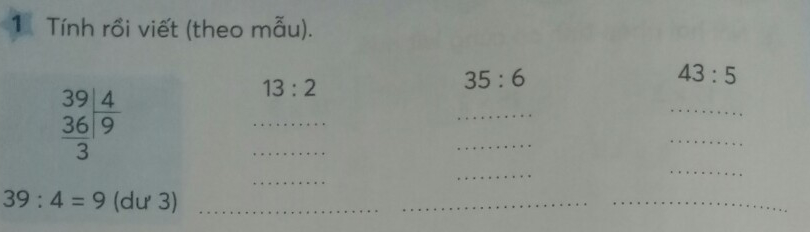 1 Tính rồi viết (theo mẫu).
13 : 2
35 : 6
43 : 5
39 4
36 9
3
39 : 4 = 9 (dư 3)